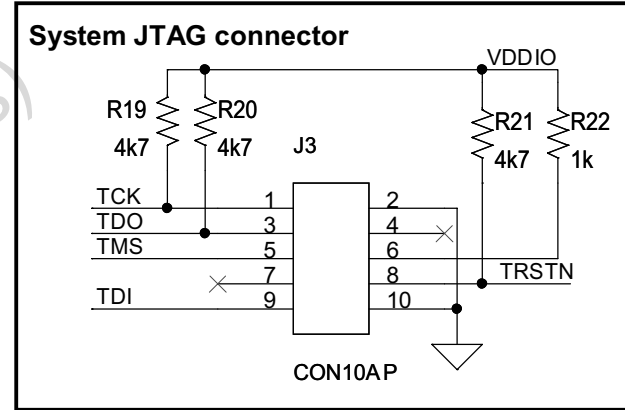 System JTAG connector
VDDIO
R19 R20 R21 R22
4k7 4k7 J3 4k7 1k
TCK 1 2
TDO 3 4
TMS 5 6
7 8 TRSTN
TDI 9 10
CON10AP